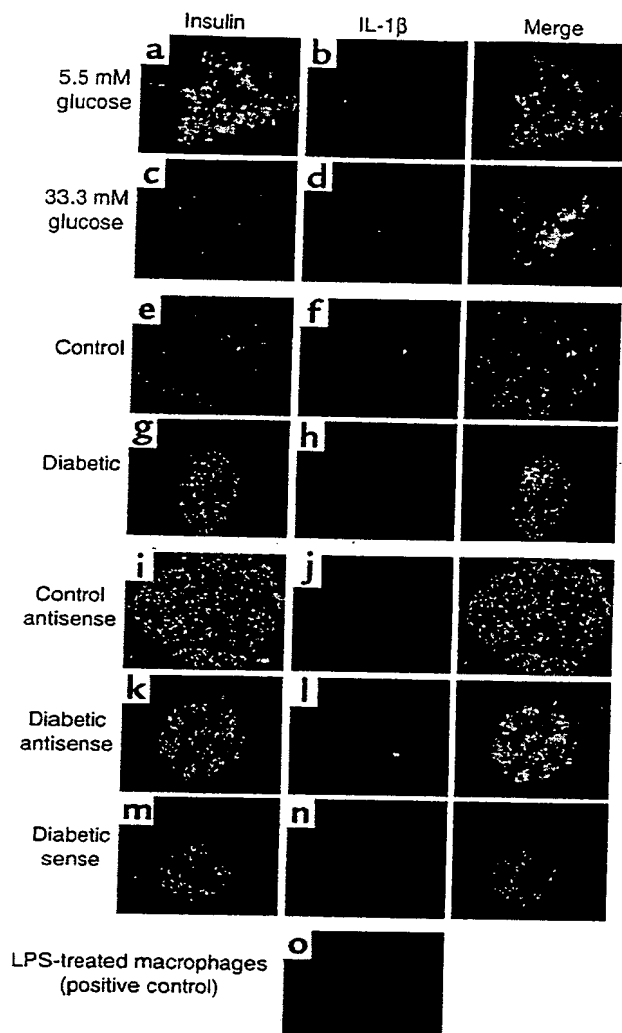 Insulin IL-1β Merge
a b
5.5 mM
glucose
c d
33.3 mM
glucose
e f
Control
g h
Diabetic
i j
Control
antisense
k l
Diabetic
antisense
m n
Diabetic
sense
o
LPS-treated macrophages
(positive control)